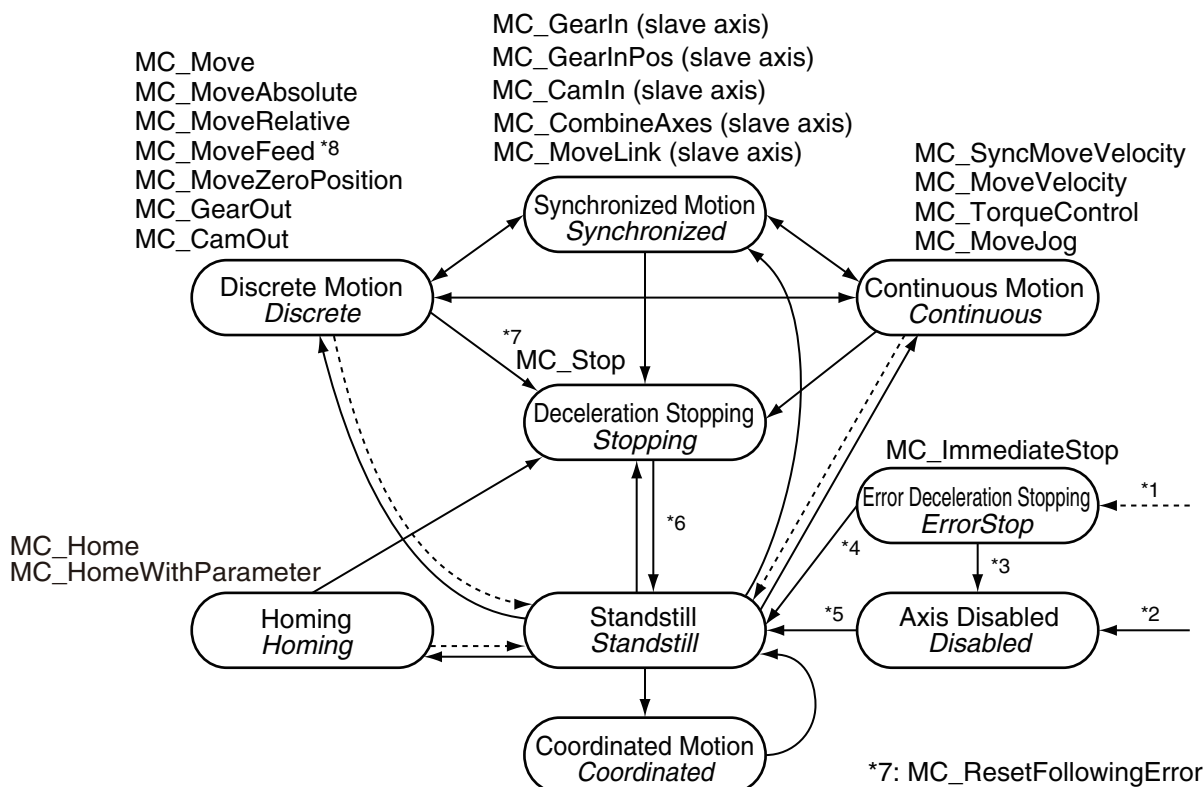 MC_GearIn (slave axis)
MC_GearInPos (slave axis)
MC_CamIn (slave axis)
MC_CombineAxes (slave axis)
MC_MoveLink (slave axis)
MC_Move
MC_MoveAbsolute
MC_MoveRelative
MC_MoveFeed *8
MC_MoveZeroPosition
MC_GearOut
MC_CamOut
MC_SyncMoveVelocity
MC_MoveVelocity
MC_TorqueControl
MC_MoveJog
Synchronized Motion
Synchronized
Discrete Motion
Discrete
Continuous Motion
Continuous
*7
MC_Stop
Deceleration Stopping
Stopping
MC_ImmediateStop
Error Deceleration Stopping
ErrorStop
*1
*6
*4
*3
MC_Home
MC_HomeWithParameter
Homing
Homing
Standstill
Standstill
*5
Axis Disabled
Disabled
*2
Coordinated Motion
Coordinated
*7: MC_ResetFollowingError